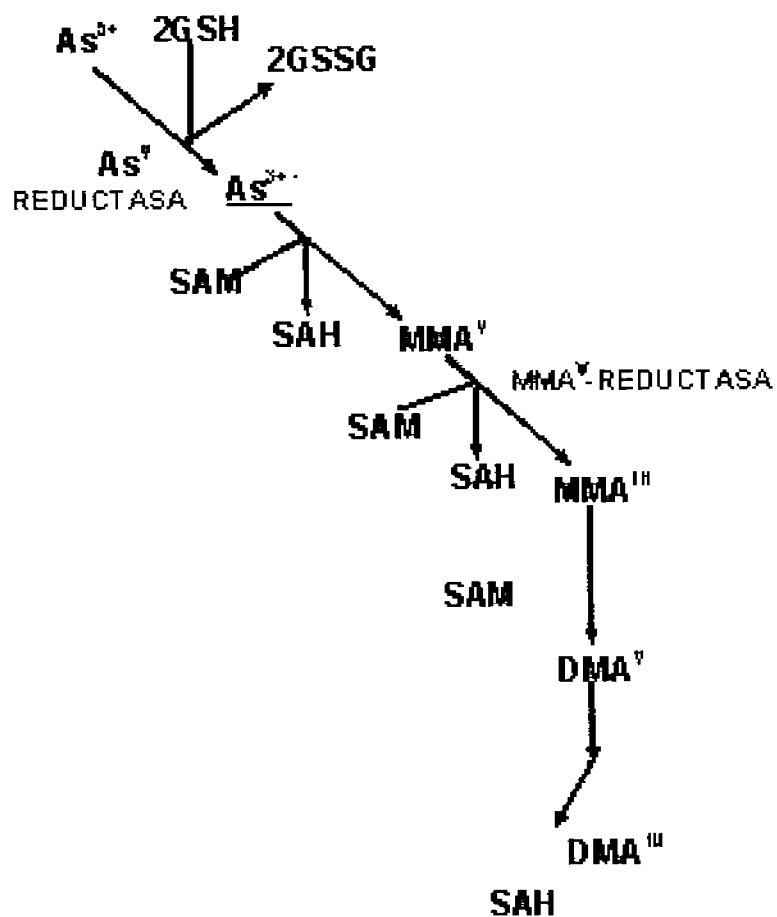 As⁵⁺ 2GSH
2GSSG
Asⱽ
REDUCTASA As³⁺
SAM
SAH MMAⱽ
MMAⱽ-REDUCTASA
SAM
SAH MMAᴵᴵᴵ
SAM
DMAⱽ
DMAᴵᴵᴵ
SAH